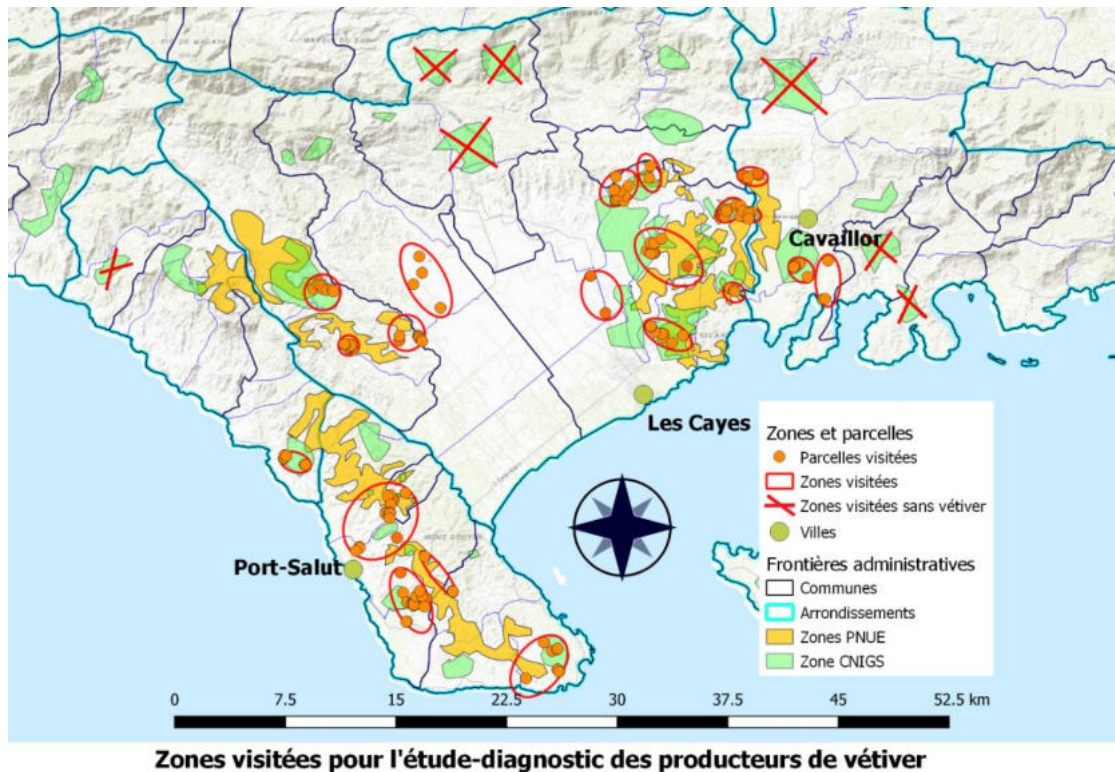 Cavaillor
Les Cayes
Port-Salut
Zones et parcelles
Parcelles visitées
Zones visitées
Zones visitées sans vétiver
Villes
Frontières administratives
Communes
Arrondissements
Zones PNUE
Zone CNIGS
0 7.5 15 22.5 30 37.5 45 52.5 km
Zones visitées pour l'étude-diagnostic des producteurs de vétiver